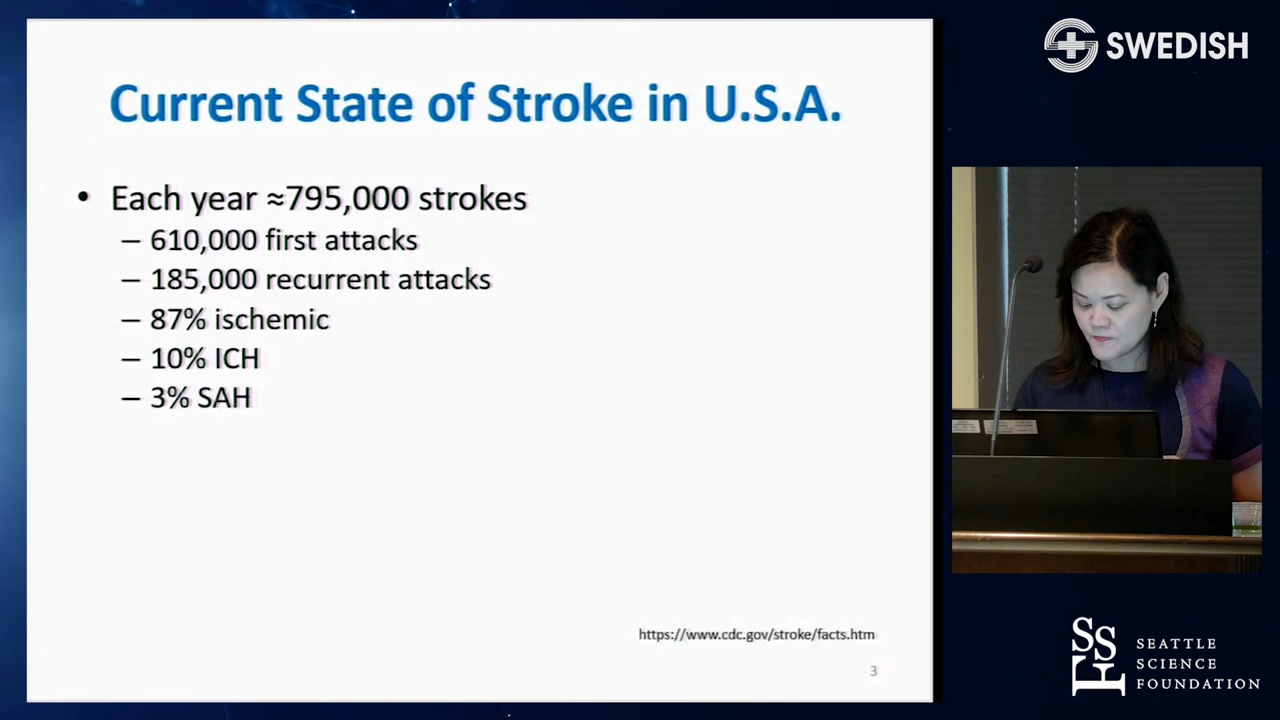 Current State of Stroke in U.S.A.
• Each year ≈795,000 strokes
– 610,000 first attacks
– 185,000 recurrent attacks
– 87% ischemic
– 10% ICH
– 3% SAH
https://www.cdc.gov/stroke/facts.htm
3
SWEDISH
SSF
SEATTLE
SCIENCE
FOUNDATION